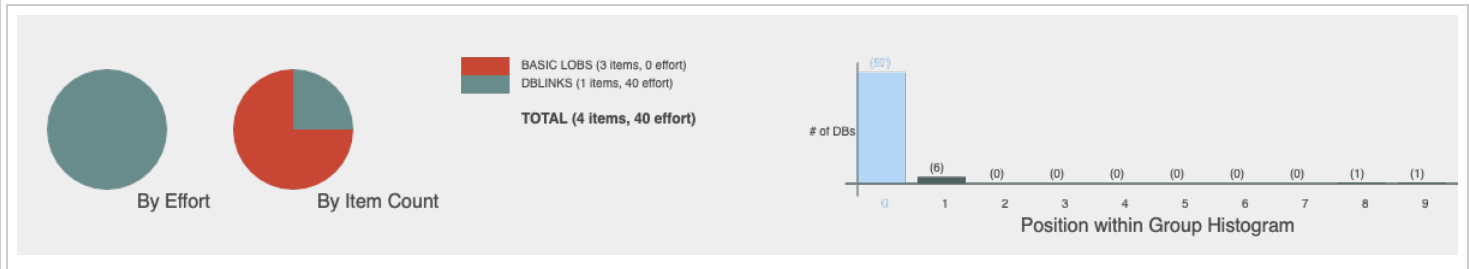 BASIC LOBS (3 items, 0 effort)
DBLINKS (1 items, 40 effort)
TOTAL (4 items, 40 effort)
By Effort
By Item Count
# of DBs
(6) (0) (0) (0) (0) (0) (0) (1) (1)
1 2 3 4 5 6 7 8 9
Position within Group Histogram